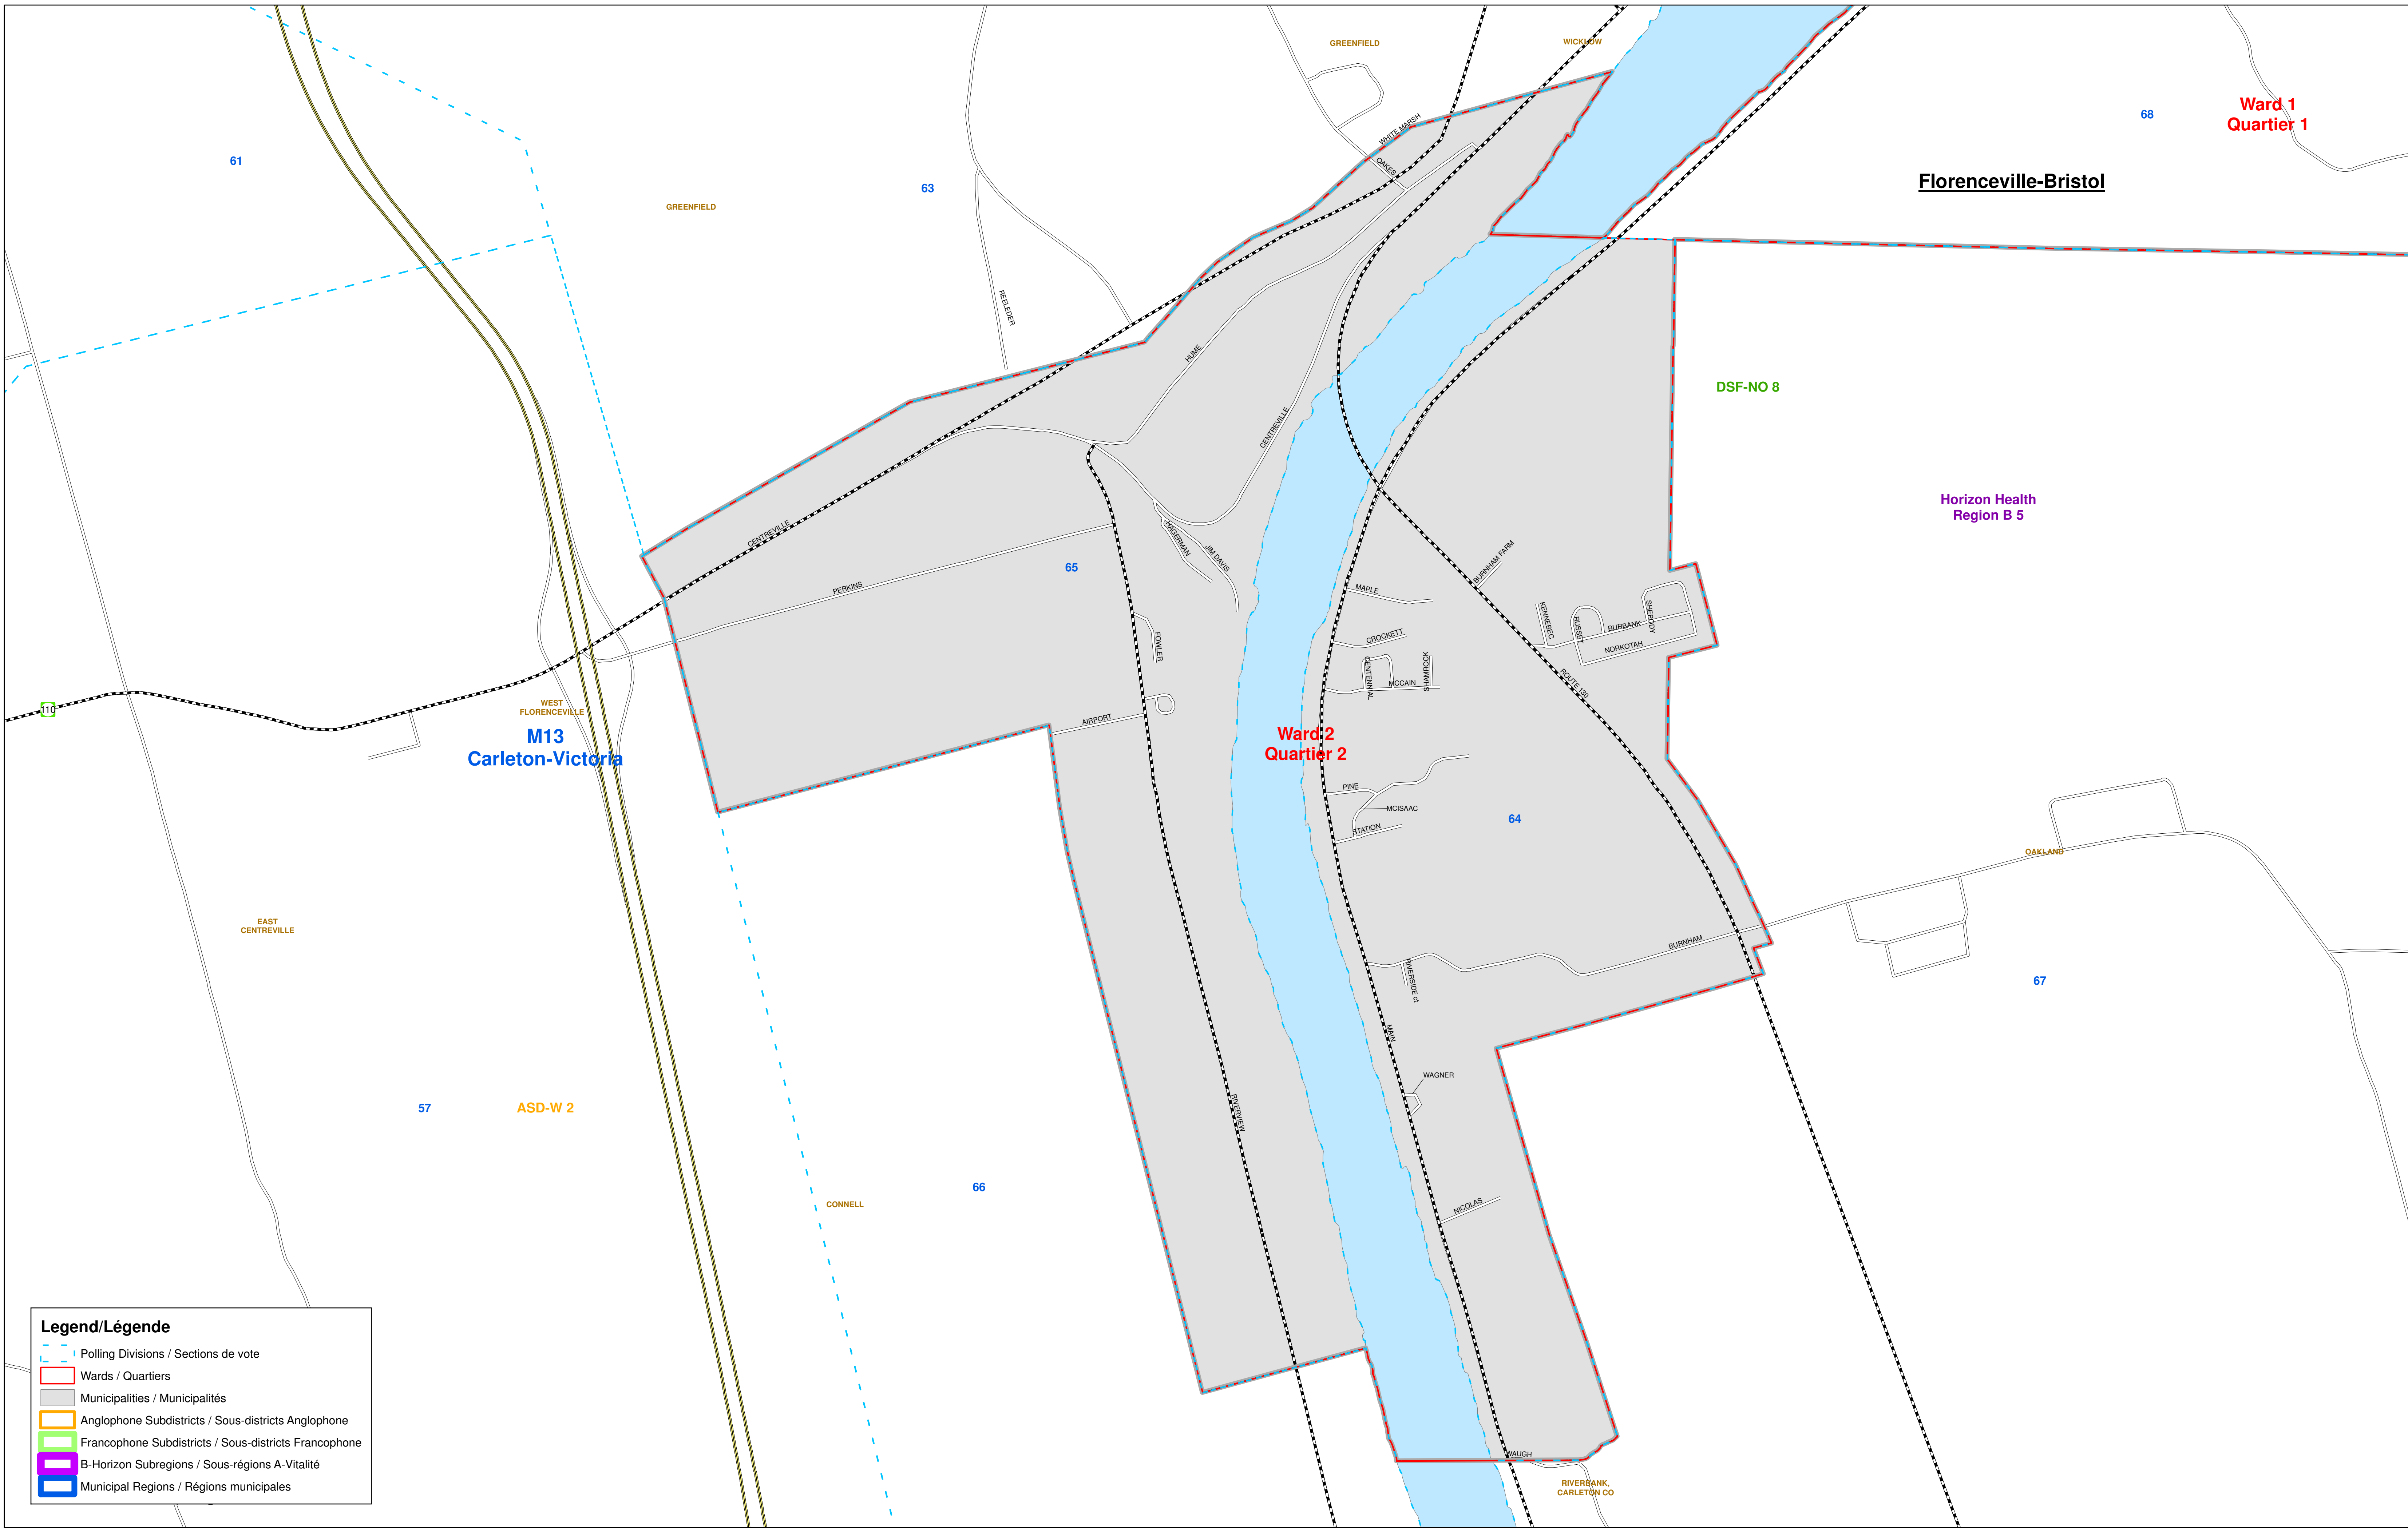 GREENFIELD
WICKLOW
Ward 1
Quartier 1
68
61
WHITE MARSH
OAKES
Florenceville-Bristol
63
GREENFIELD
REELEDER
HUME
DSF-NO 8
CENTREVILLE
Horizon Health
Region B 5
CENTREVILLE
HAGERMAN
JIM DAVIS
65
PERKINS
BURNHAM FARM
MAPLE
KENNEBEC
RUSSET
SHEPODY
BURBANK
NORKOTAH
FOWLER
CROCKETT
CENTENNIAL
SHAMROCK
MCCAIN
ROUTE 130
110
WEST
FLORENCEVILLE
M13
Carleton-Victoria
AIRPORT
Ward 2
Quartier 2
PINE
MCISAAC
STATION
64
OAKLAND
EAST
CENTREVILLE
BURNHAM
RIVERSIDE ct
67
MAIN
WAGNER
57
ASD-W 2
RIVERVIEW
66
CONNELL
NICOLAS
WAUGH
RIVERBANK,
CARLETON CO
Legend/Légende
Polling Divisions / Sections de vote
Wards / Quartiers
Municipalities / Municipalités
Anglophone Subdistricts / Sous-districts Anglophone
Francophone Subdistricts / Sous-districts Francophone
B-Horizon Subregions / Sous-régions A-Vitalité
Municipal Regions / Régions municipales